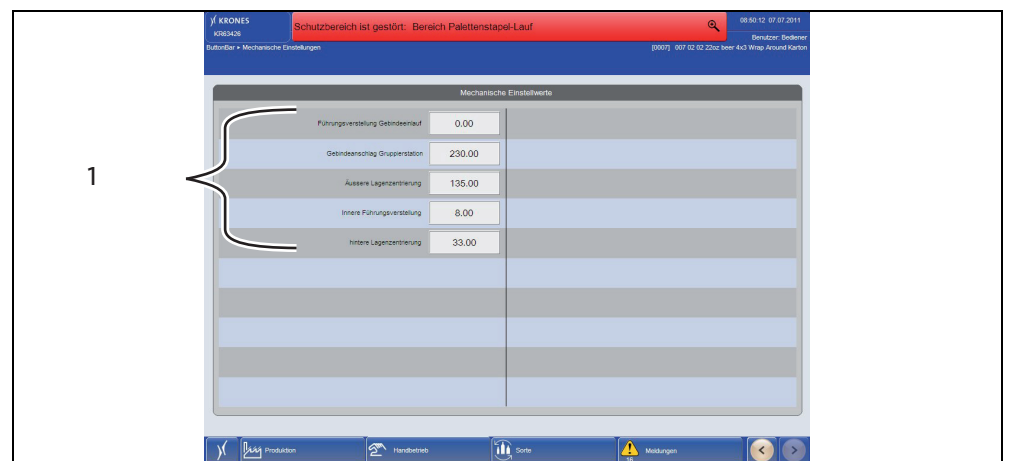 KRONES
KR63426
Schutzbereich ist gestört: Bereich Palettenstapel-Lauf
08:50:12 07.07.2011
Benutzer: Bediener
ButtonBar ▸ Mechanische Einstellungen
[0007] 007 02 02 22oz beer 4x3 Wrap Around Karton
Mechanische Einstellwerte
Führungsverstellung Gebindeeinlauf 0.00
Gebindeanschlag Gruppierstation 230.00
Äussere Lagenzentrierung 135.00
Innere Führungsverstellung 8.00
hintere Lagenzentrierung 33.00
1
Produktion
Handbetrieb
Sorte
Meldungen
16